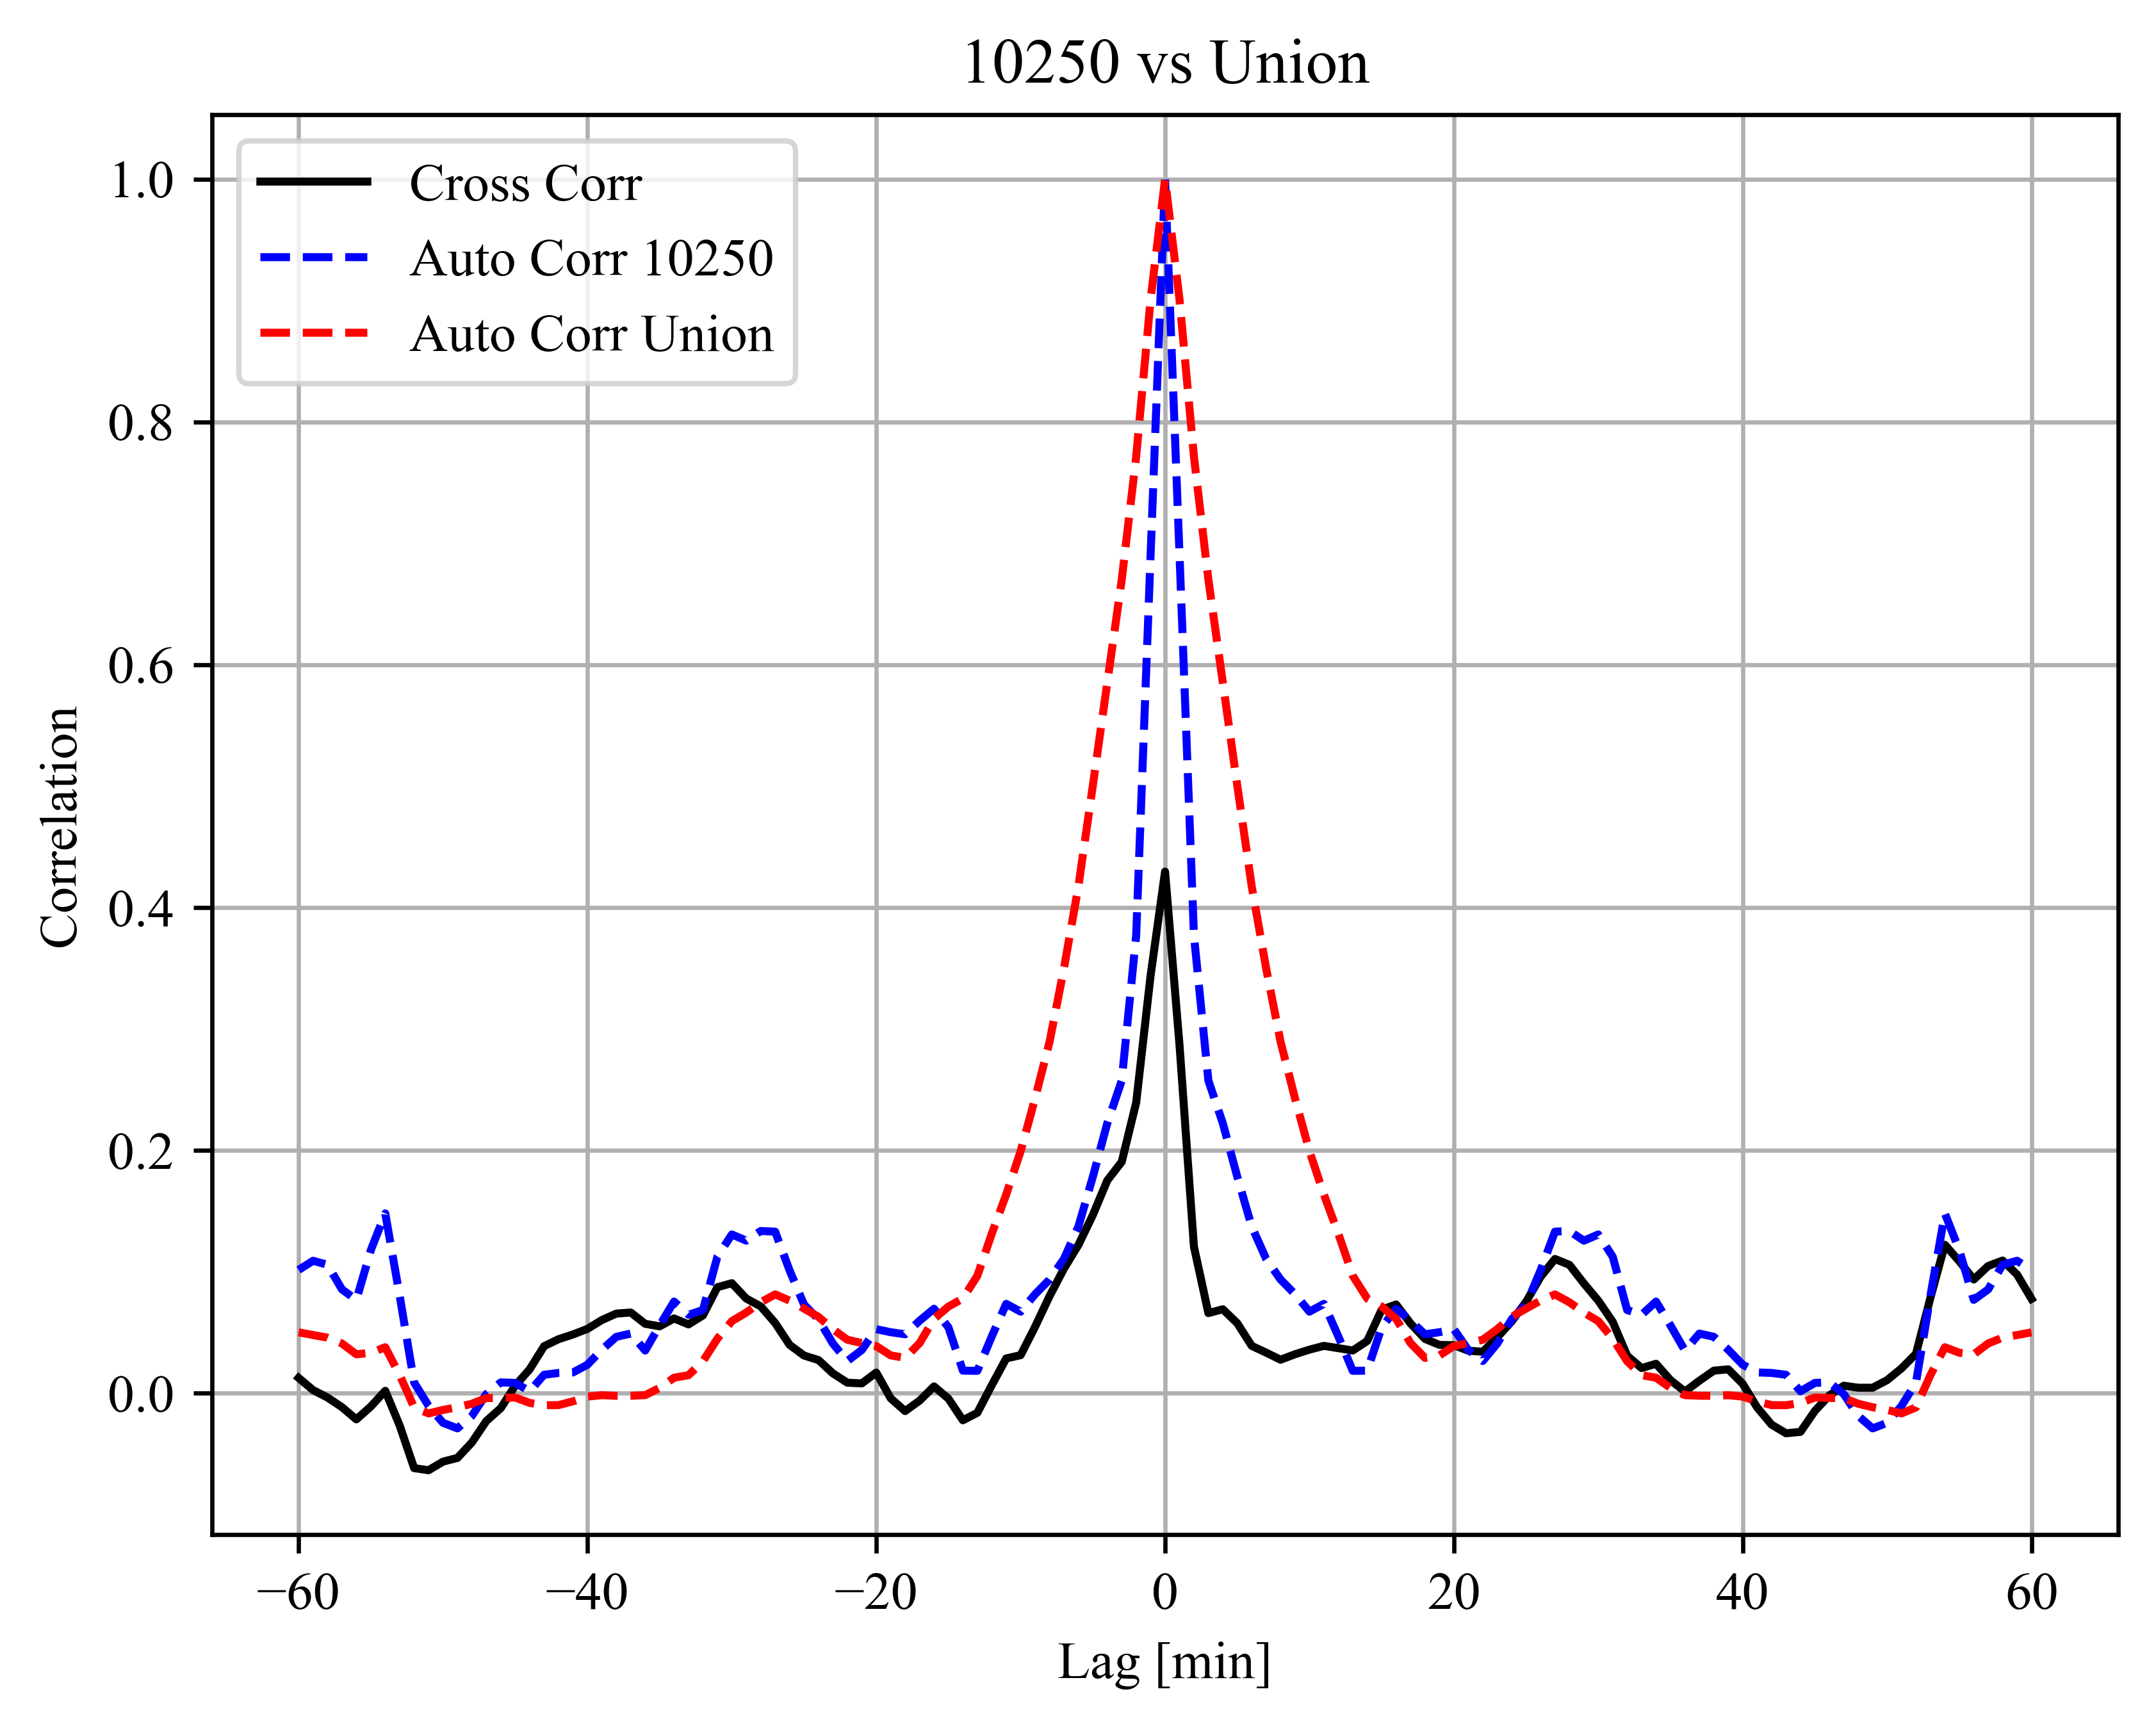 10250 vs Union
Cross Corr
Auto Corr 10250
Auto Corr Union
1.0
0.8
0.6
0.4
0.2
0.0
Correlation
−60 −40 −20 0 20 40 60
Lag [min]